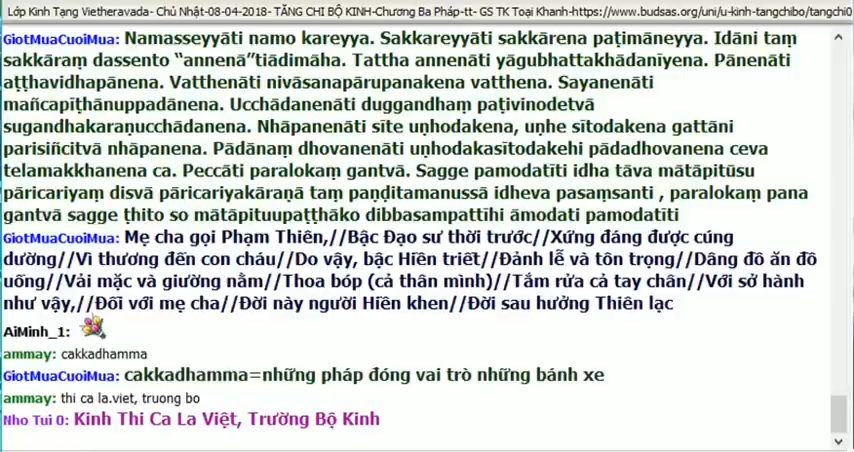 Lớp Kinh Tạng Vietheravada- Chủ Nhật-08-04-2018- TĂNG CHI BỘ KINH-Chương Ba Pháp-tt- GS TK Toại Khanh-https://www.budsas.org/uni/u-kinh-tangchibo/tangchi0
GiotMuaCuoiMua: Namasseyyāti namo kareyya. Sakkareyyāti sakkārena paṭimāneyya. Idāni taṃ
sakkāraṃ dassento “annenā”tiādimāha. Tattha annenāti yāgubhattakhādanīyena. Pānenāti
aṭṭhavidhapānena. Vatthenāti nivāsanapārupanakena vatthena. Sayanenāti
mañcapīṭhānuppadānena. Ucchādanenāti duggandhaṃ paṭivinodetvā
sugandhakaraṇucchādanena. Nhāpanenāti sīte uṇhodakena, uṇhe sītodakena gattāni
parisiñcitvā nhāpanena. Pādānaṃ dhovanenāti uṇhodakasītodakehi pādadhovanena ceva
telamakkhanena ca. Peccāti paralokaṃ gantvā. Sagge pamodatīti idha tāva mātāpitūsu
pāricariyaṃ disvā pāricariyakāraṇā taṃ paṇḍitamanussā idheva pasaṃsanti , paralokaṃ pana
gantvā sagge ṭhito so mātāpituupaṭṭhāko dibbasampattīhi āmodati pamodatīti
GiotMuaCuoiMua: Mẹ cha gọi Phạm Thiên,//Bậc Đạo sư thời trước//Xứng đáng được cúng
dường//Vì thương đến con cháu//Do vậy, bậc Hiền triết//Đảnh lễ và tôn trọng//Dâng đồ ăn đồ
uống//Vải mặc và giường nằm//Thoa bóp (cả thân mình)//Tắm rửa cả tay chân//Với sở hành
như vậy,//Đối với mẹ cha//Đời này người Hiền khen//Đời sau hưởng Thiên lạc
AiMinh_1:
ammay: cakkadhamma
GiotMuaCuoiMua: cakkadhamma=những pháp đóng vai trò những bánh xe
ammay: thi ca la.viet, truong bo
Nho Tui 0: Kinh Thi Ca La Việt, Trường Bộ Kinh